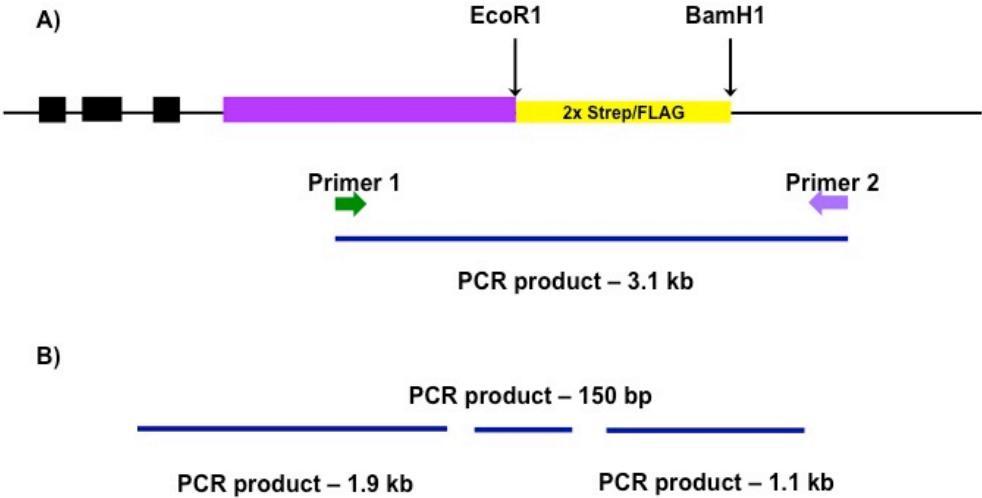 A)
EcoR1 BamH1
2x Strep/FLAG
Primer 1 Primer 2
PCR product – 3.1 kb
B)
PCR product – 150 bp
PCR product – 1.9 kb PCR product – 1.1 kb